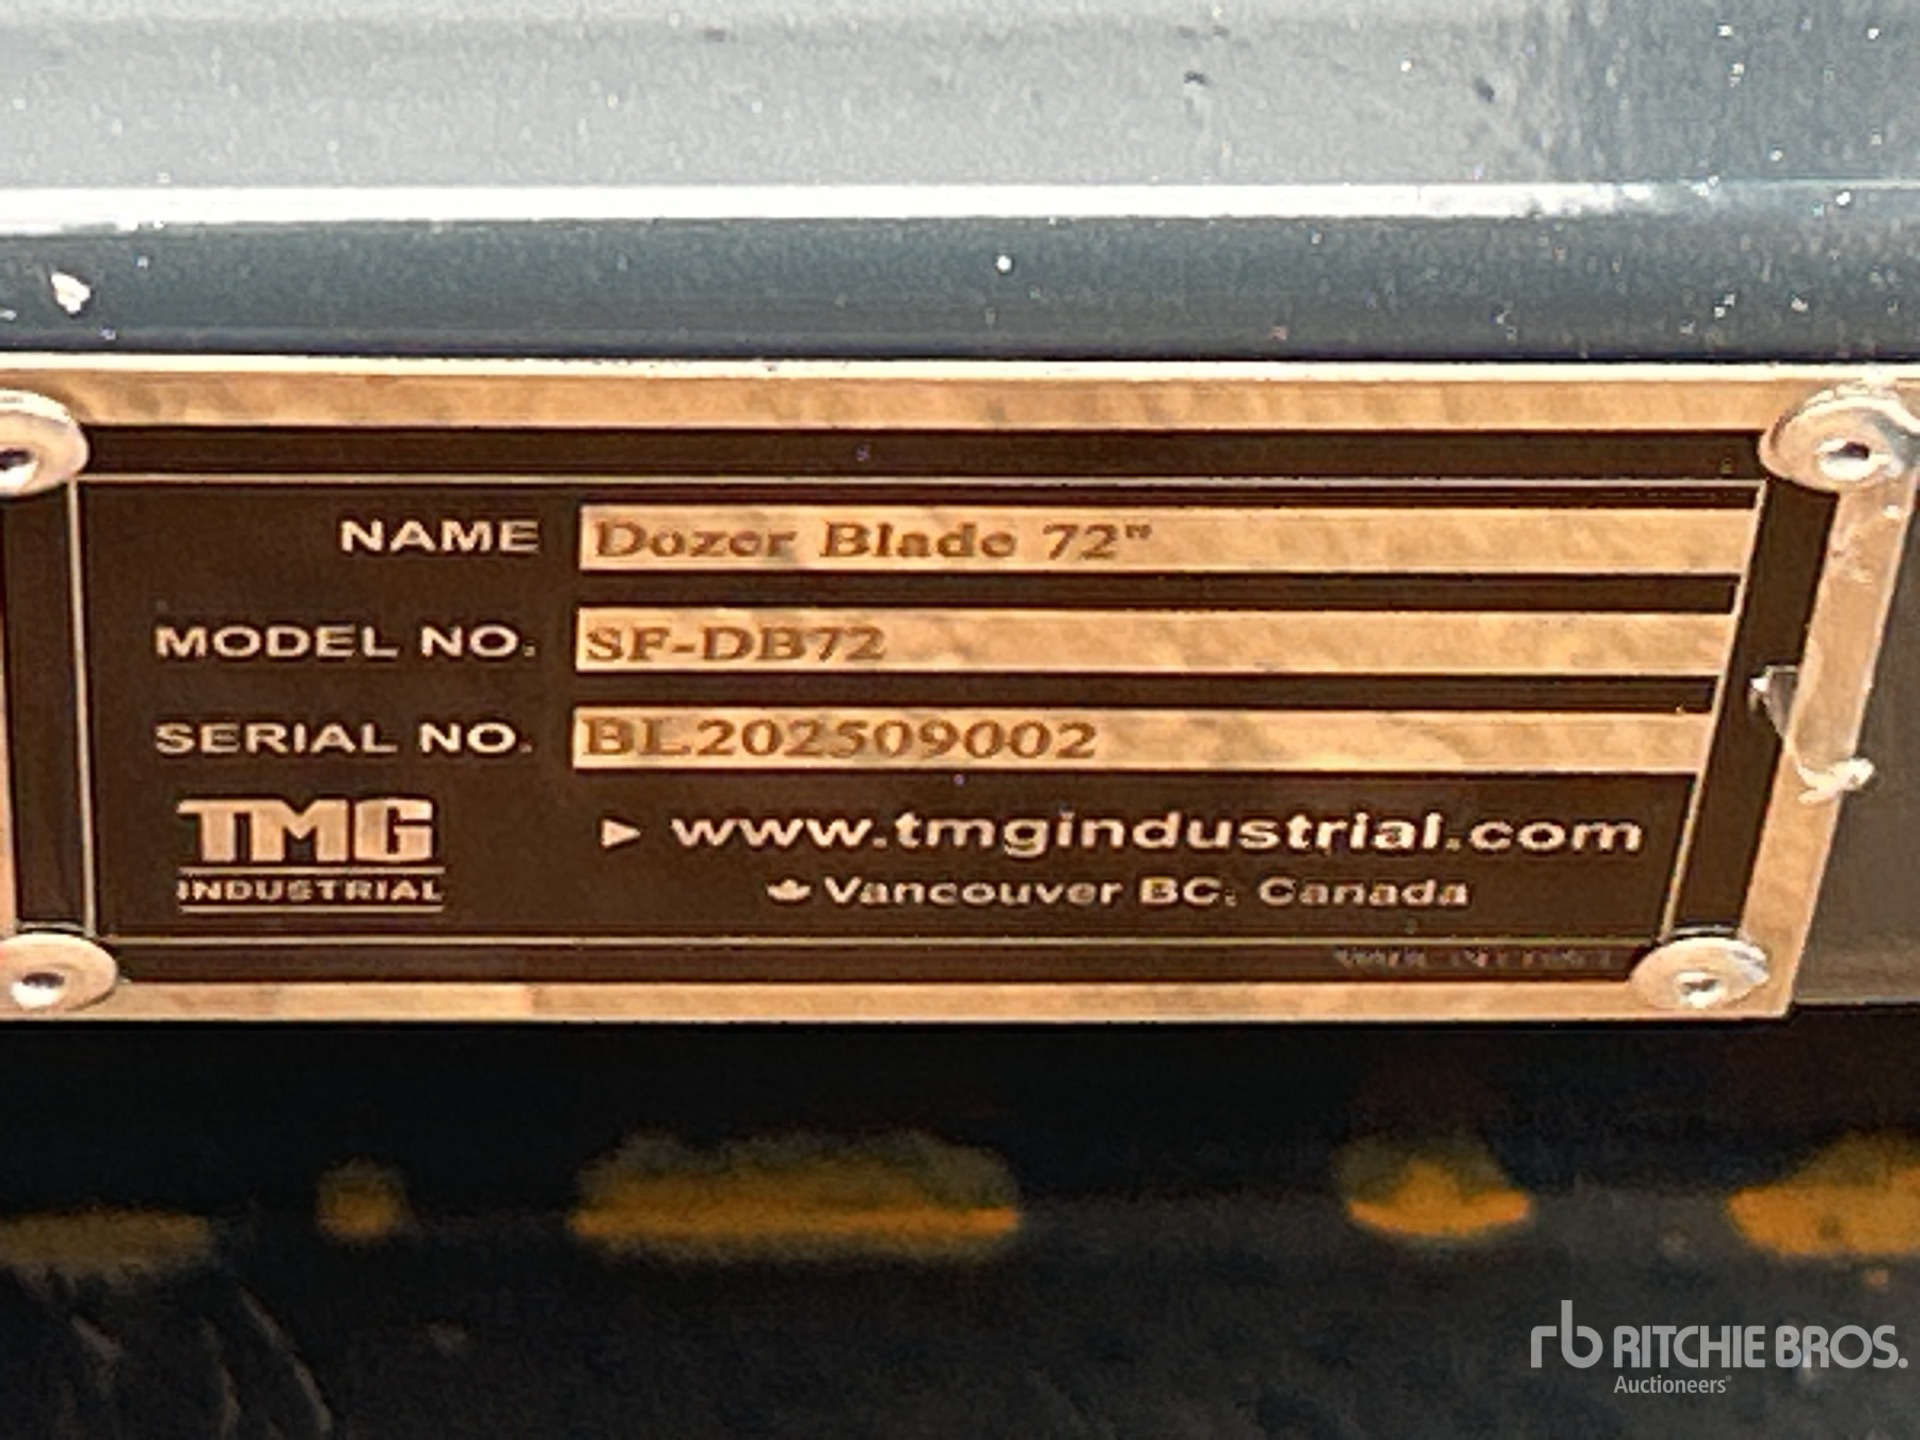 NAME Dozer Blade 72"
MODEL NO. SF-DB72
SERIAL NO. BL202509002
TMG
INDUSTRIAL
www.tmgindustrial.com
Vancouver BC. Canada
rb RITCHIE BROS.
Auctioneers